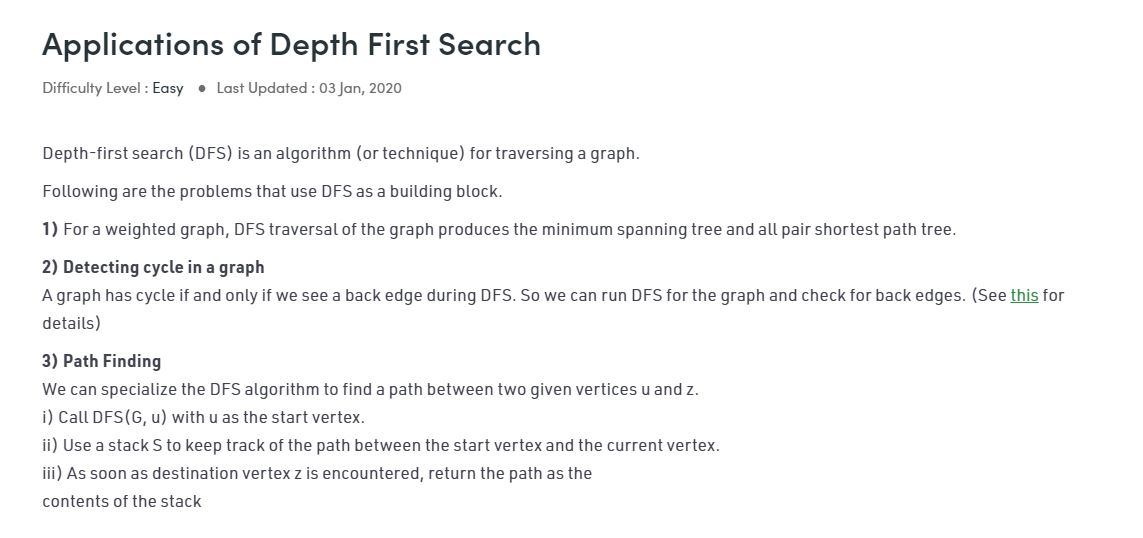 Applications of Depth First Search
Difficulty Level : Easy ● Last Updated : 03 Jan, 2020
Depth-first search (DFS) is an algorithm (or technique) for traversing a graph.
Following are the problems that use DFS as a building block.
1) For a weighted graph, DFS traversal of the graph produces the minimum spanning tree and all pair shortest path tree.
2) Detecting cycle in a graph
A graph has cycle if and only if we see a back edge during DFS. So we can run DFS for the graph and check for back edges. (See this for
details)
3) Path Finding
We can specialize the DFS algorithm to find a path between two given vertices u and z.
i) Call DFS(G, u) with u as the start vertex.
ii) Use a stack S to keep track of the path between the start vertex and the current vertex.
iii) As soon as destination vertex z is encountered, return the path as the
contents of the stack